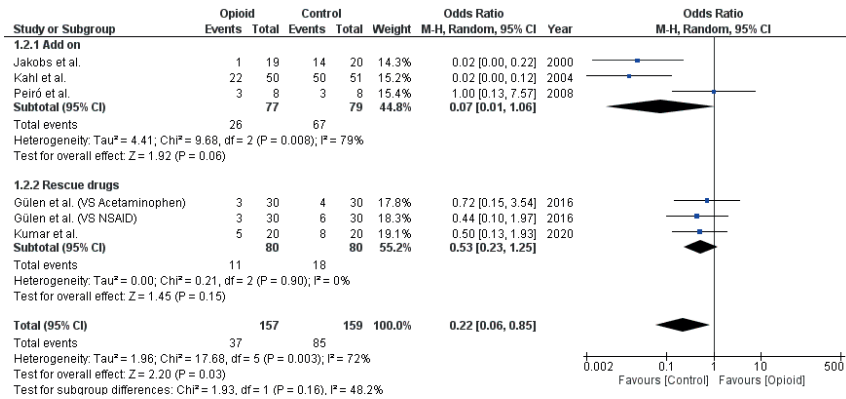 Opioid Control Odds Ratio Odds Ratio
Study or Subgroup Events Total Events Total Weight M-H, Random, 95% CI Year M-H, Random, 95% CI
1.2.1 Add on
Jakobs et al. 1 19 14 20 14.3% 0.02 [0.00, 0.22] 2000
Kahl et al. 22 50 50 51 15.2% 0.02 [0.00, 0.12] 2004
Peiró et al. 3 8 3 8 15.4% 1.00 [0.13, 7.57] 2008
Subtotal (95% CI) 77 79 44.8% 0.07 [0.01, 1.06]
Total events 26 67
Heterogeneity: Tau² = 4.41; Chi² = 9.68, df = 2 (P = 0.008); I² = 79%
Test for overall effect: Z = 1.92 (P = 0.06)
1.2.2 Rescue drugs
Gülen et al. (VS Acetaminophen) 3 30 4 30 17.8% 0.72 [0.15, 3.54] 2016
Gülen et al. (VS NSAID) 3 30 6 30 18.3% 0.44 [0.10, 1.97] 2016
Kumar et al. 5 20 8 20 19.1% 0.50 [0.13, 1.93] 2020
Subtotal (95% CI) 80 80 55.2% 0.53 [0.23, 1.25]
Total events 11 18
Heterogeneity: Tau² = 0.00; Chi² = 0.21, df = 2 (P = 0.90); I² = 0%
Test for overall effect: Z = 1.45 (P = 0.15)
Total (95% CI) 157 159 100.0% 0.22 [0.06, 0.85]
Total events 37 85
Heterogeneity: Tau² = 1.96; Chi² = 17.68, df = 5 (P = 0.003); I² = 72%
Test for overall effect: Z = 2.20 (P = 0.03)
Test for subgroup differences: Chi² = 1.93, df = 1 (P = 0.16), I² = 48.2%
0.002 0.1 1 10 500
Favours [Control] Favours [Opioid]